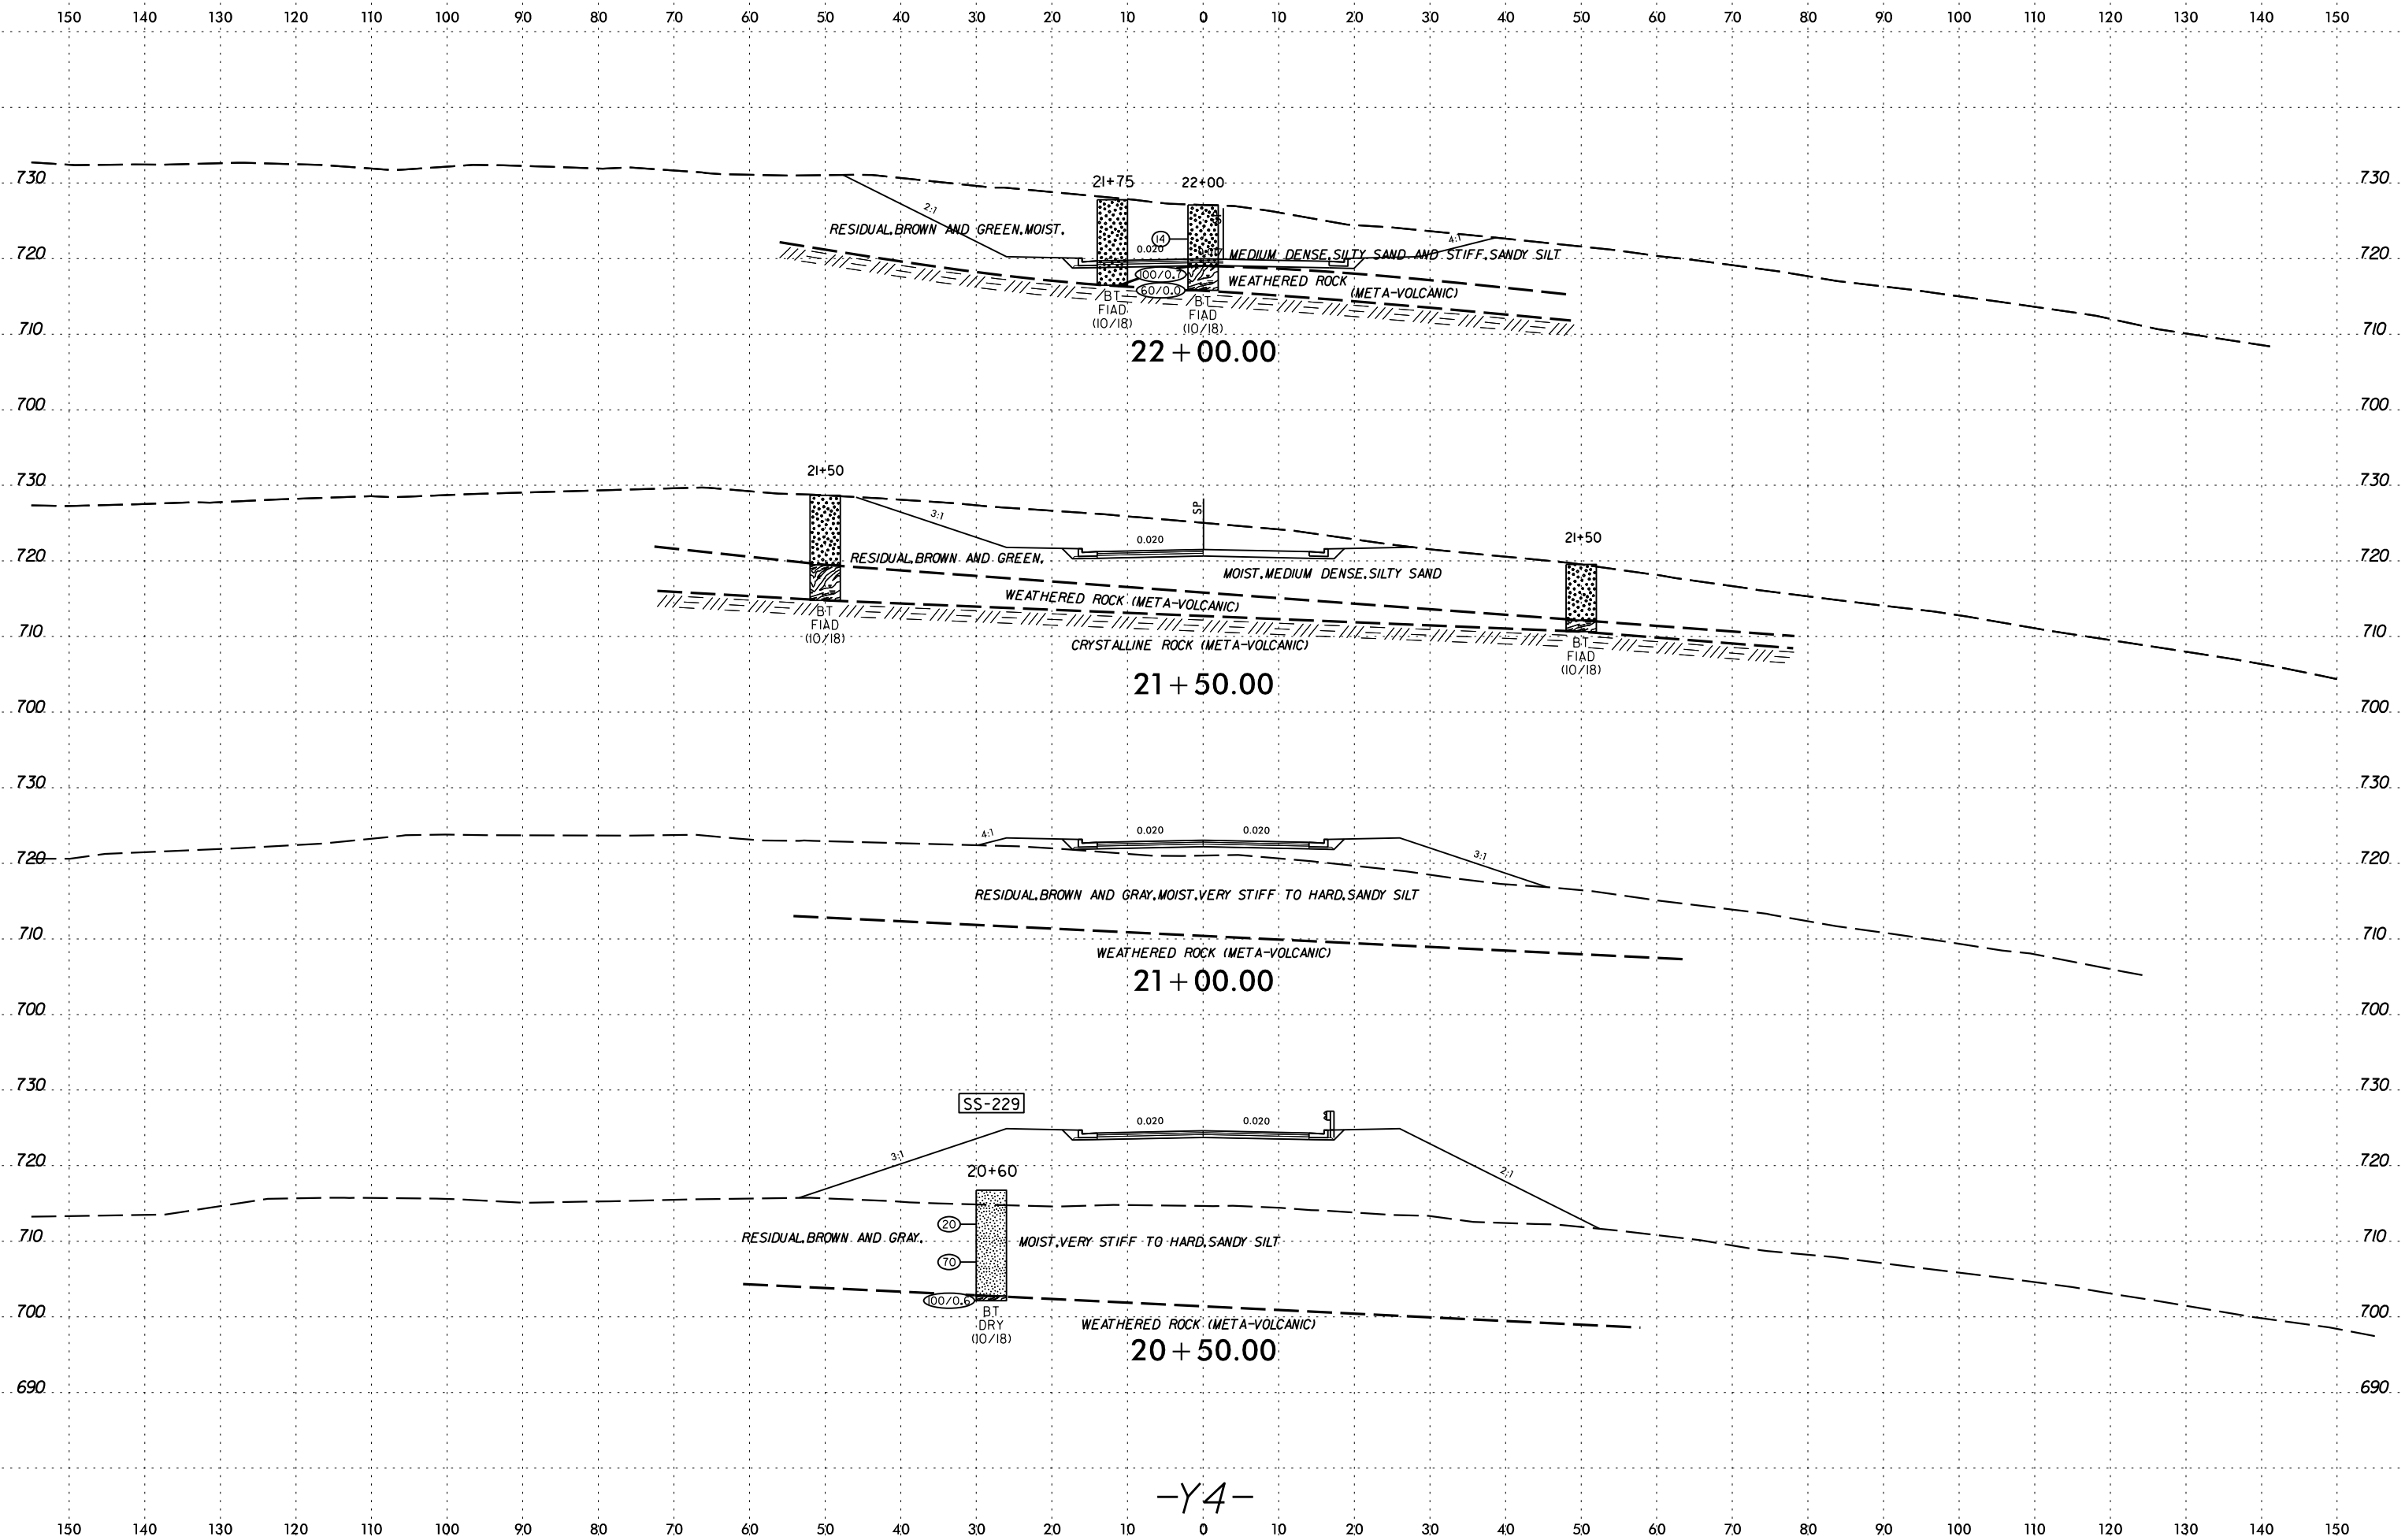 150 140 130 120 110 100 90 80 70 60 50 40 30 20 10 0 10 20 30 40 50 60 70 80 90 100 110 120 130 140 150
730 21+75 22+00 730
2:1
RESIDUAL,BROWN AND GREEN,MOIST,
14 4:1
0.020 MEDIUM DENSE,SILTY SAND AND STIFF,SANDY SILT
720 720
100/0.7 WEATHERED ROCK
60/0.0 (META-VOLCANIC)
BT BT
FIAD FIAD
(10/18) (10/18)
710 710
22+00.00
700 700
21+50
730 730
SP
3:1
0.020 21+50
720 RESIDUAL,BROWN AND GREEN, 720
MOIST,MEDIUM DENSE,SILTY SAND
WEATHERED ROCK (META-VOLCANIC)
BT
FIAD
(10/18)
710 710
CRYSTALLINE ROCK (META-VOLCANIC) BT
FIAD
(10/18)
21+50.00
700 700
730 730
4:1 0.020 0.020
720 3:1 720
RESIDUAL,BROWN AND GRAY,MOIST,VERY STIFF TO HARD,SANDY SILT
710 710
WEATHERED ROCK (META-VOLCANIC)
21+00.00
700 700
730 730
SS-229
0.020 0.020
720 3:1 720
20+60 2:1
20
710 RESIDUAL,BROWN AND GRAY, MOIST,VERY STIFF TO HARD,SANDY SILT 710
70
100/0.6
700 BT 700
DRY WEATHERED ROCK (META-VOLCANIC)
(10/18)
20+50.00
690 690
-Y4-
150 140 130 120 110 100 90 80 70 60 50 40 30 20 10 0 10 20 30 40 50 60 70 80 90 100 110 120 130 140 150